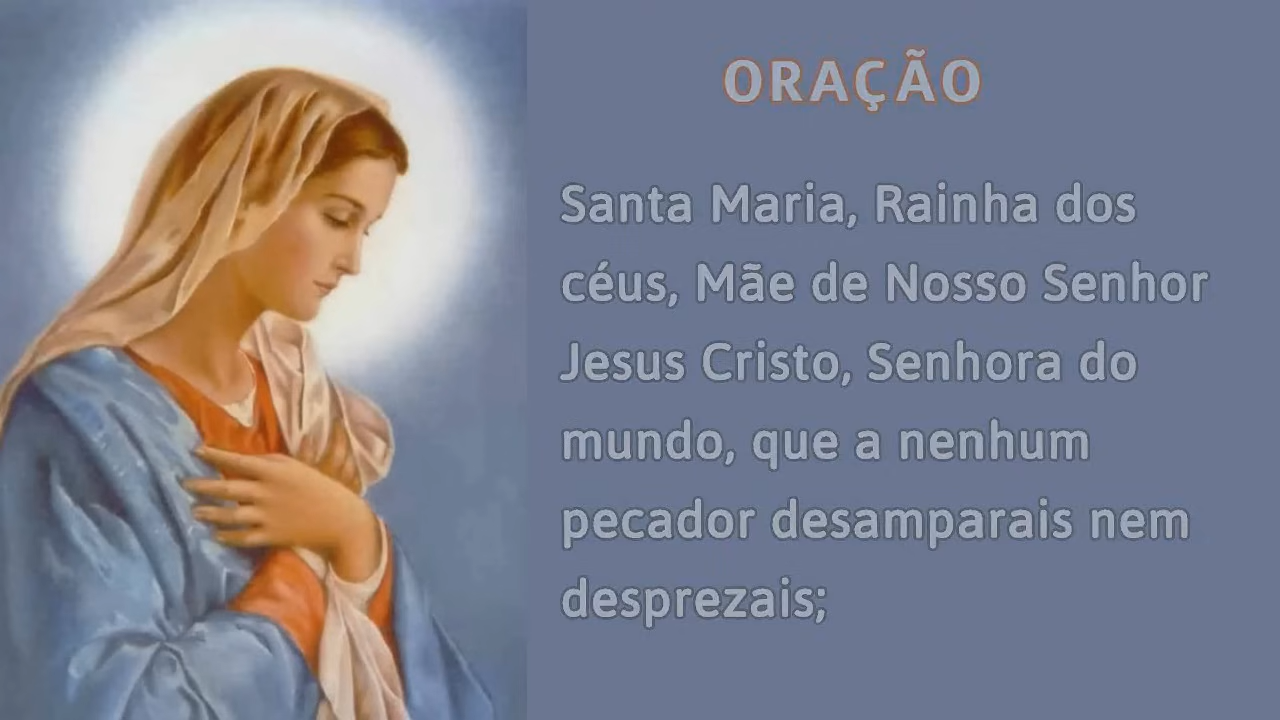 ORAÇÃO
Santa Maria, Rainha dos
céus, Mãe de Nosso Senhor
Jesus Cristo, Senhora do
mundo, que a nenhum
pecador desamparais nem
desprezais;